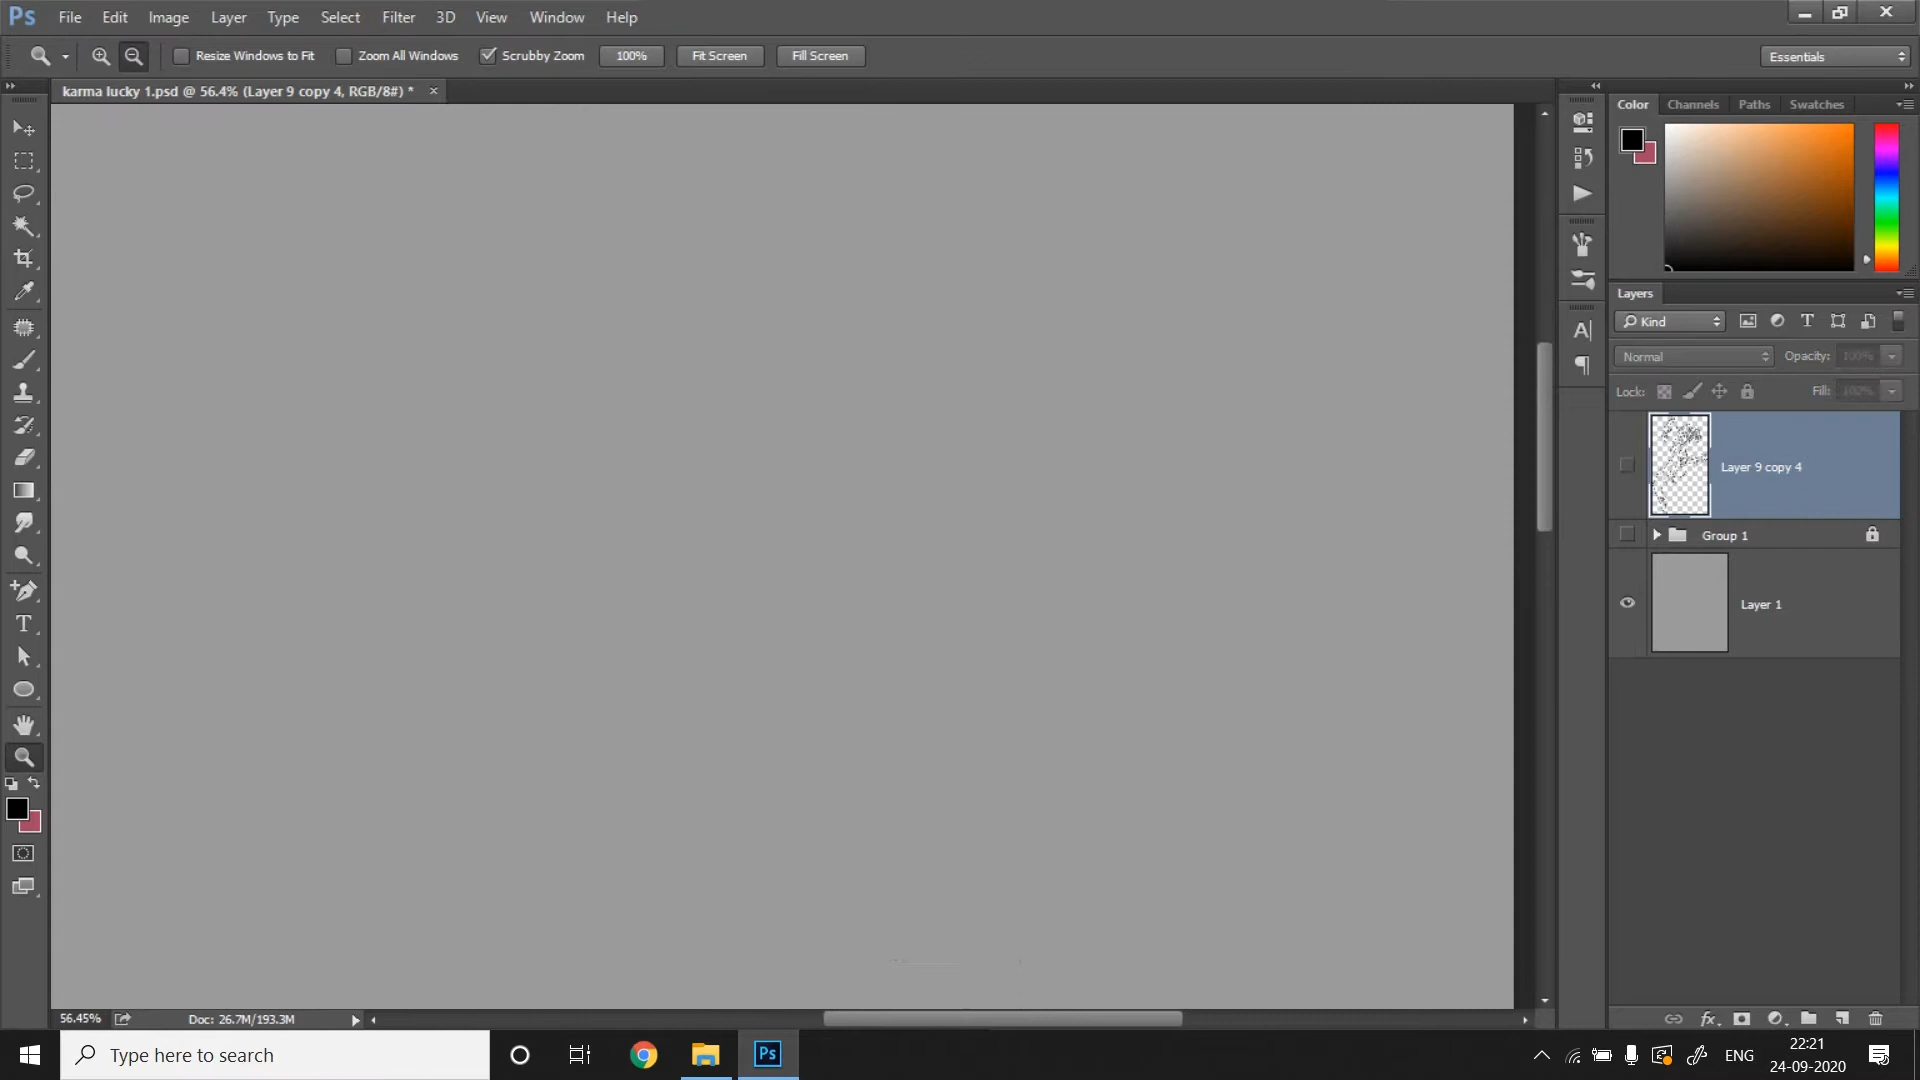 Ps File Edit Image Layer Type Select Filter 3D View Window Help
Resize Windows to Fit Zoom All Windows Scrubby Zoom 100% Fit Screen Fill Screen Essentials
karma lucky 1.psd @ 56.4% (Layer 9 copy 4, RGB/8#) *
Color Channels Paths Swatches
Layers
Kind
Normal Opacity: 100%
Lock: Fill: 100%
Layer 9 copy 4
Group 1
Layer 1
56.45% Doc: 26.7M/193.3M
Type here to search
Ps
ENG
22:21
24-09-2020